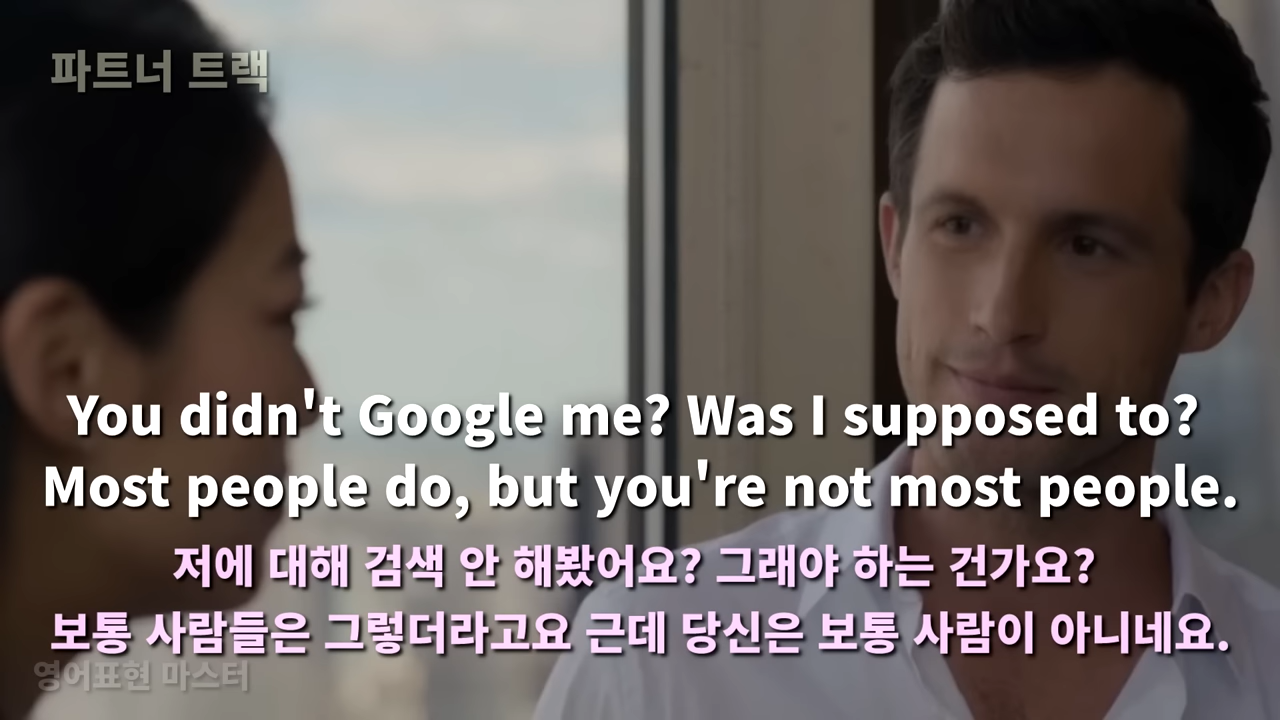 파트너 트랙
You didn't Google me? Was I supposed to?
Most people do, but you're not most people.
저에 대해 검색 안 해봤어요? 그래야 하는 건가요?
보통 사람들은 그렇더라고요 근데 당신은 보통 사람이 아니네요.
영어표현 마스터